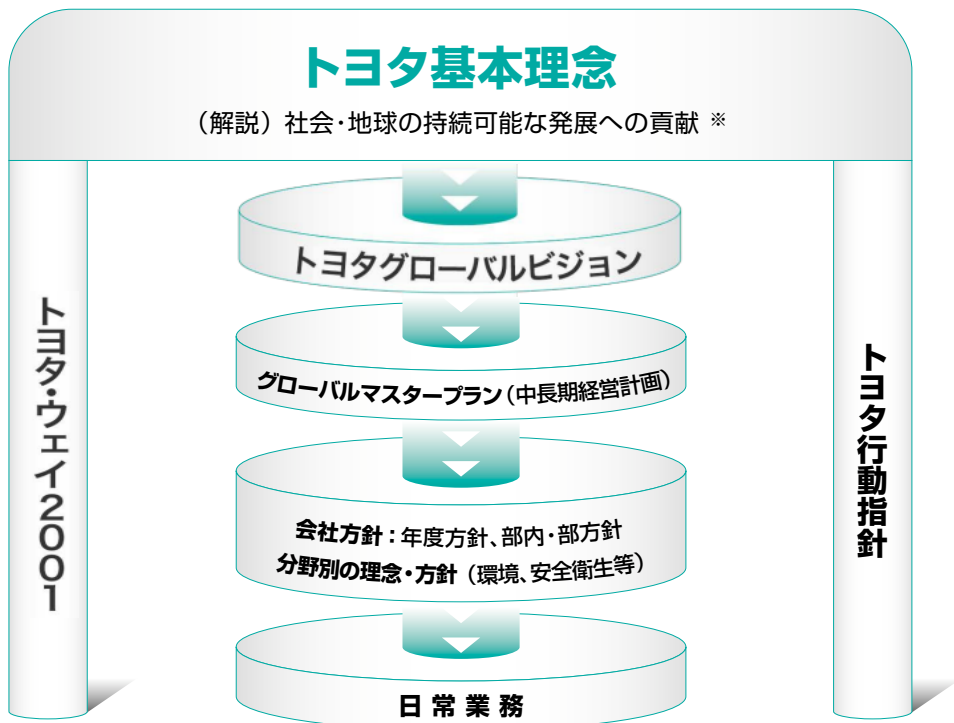 トヨタ基本理念
（解説）社会・地球の持続可能な発展への貢献 ※
トヨタグローバルビジョン
グローバルマスタープラン（中長期経営計画）
会社方針：年度方針、部内・部方針
分野別の理念・方針（環境、安全衛生等）
日常業務
トヨタ・ウェイ2001
トヨタ行動指針